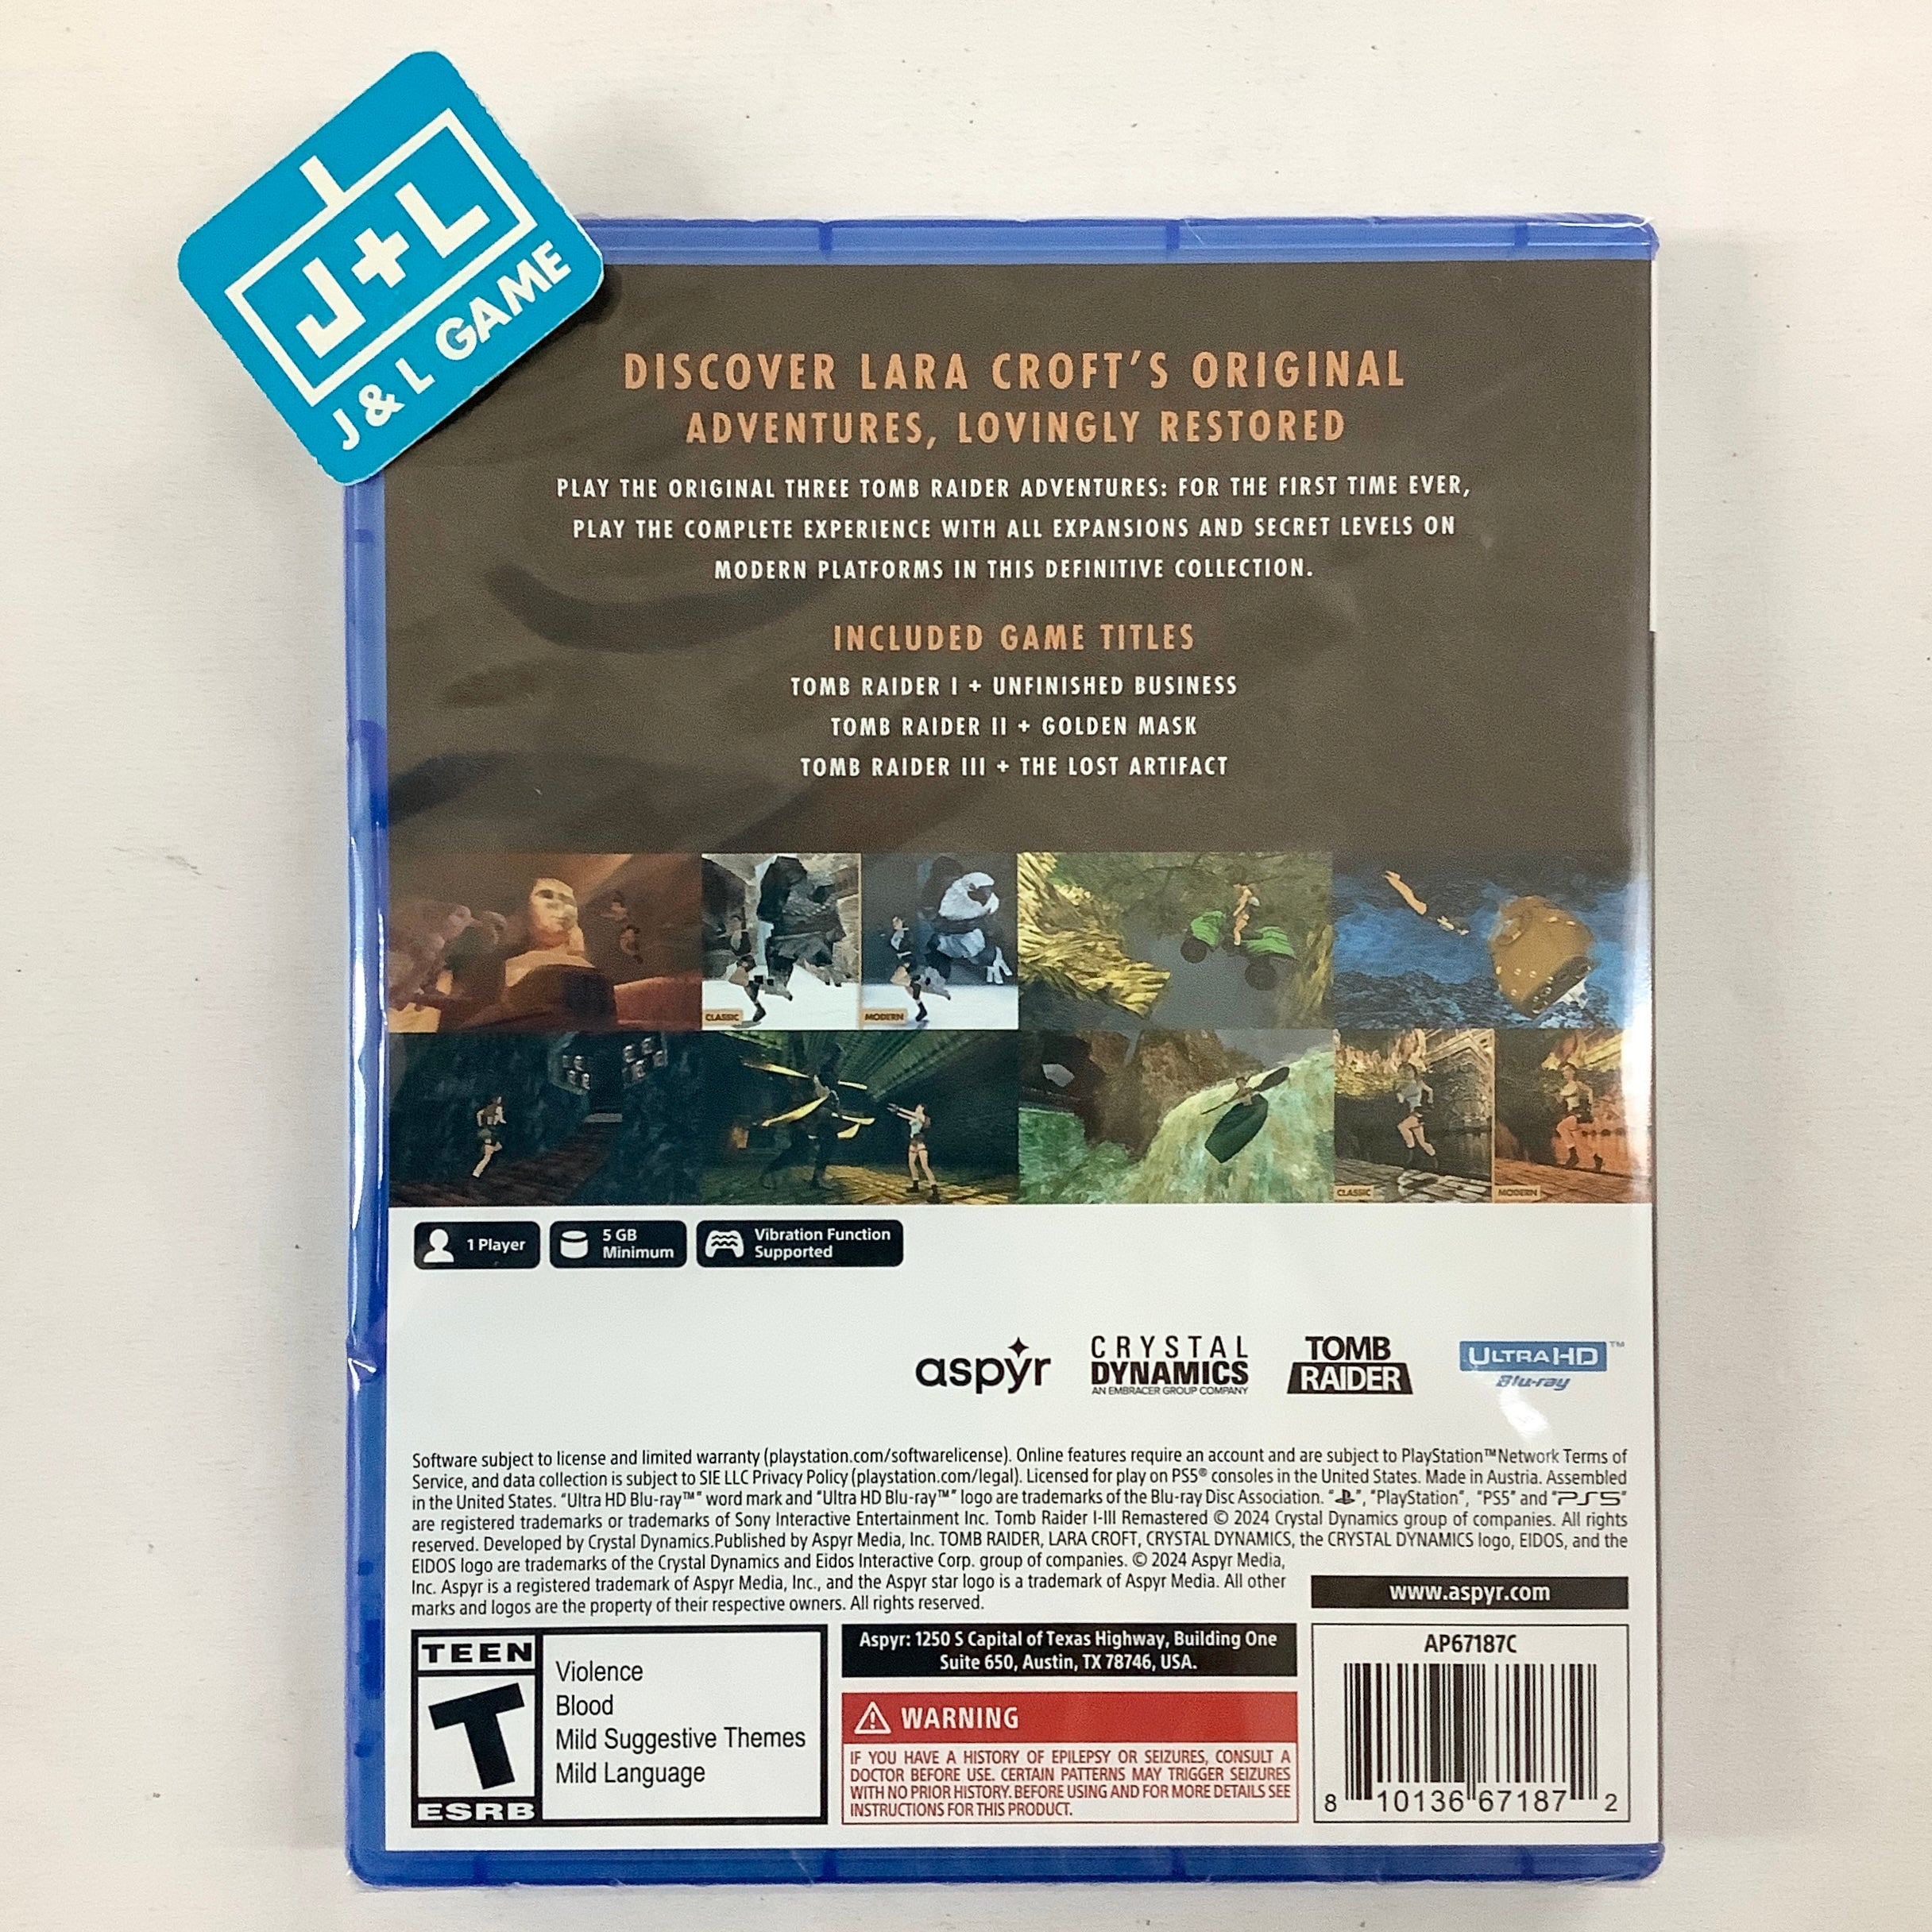 J+L
J & L GAME
DISCOVER LARA CROFT'S ORIGINAL
ADVENTURES, LOVINGLY RESTORED
PLAY THE ORIGINAL THREE TOMB RAIDER ADVENTURES: FOR THE FIRST TIME EVER,
PLAY THE COMPLETE EXPERIENCE WITH ALL EXPANSIONS AND SECRET LEVELS ON
MODERN PLATFORMS IN THIS DEFINITIVE COLLECTION.
INCLUDED GAME TITLES
TOMB RAIDER I + UNFINISHED BUSINESS
TOMB RAIDER II + GOLDEN MASK
TOMB RAIDER III + THE LOST ARTIFACT
CLASSIC
MODERN
CLASSIC
MODERN
1 Player
5 GB
Minimum
Vibration Function
Supported
aspyr
CRYSTAL
DYNAMICS
AN EMBRACER GROUP COMPANY
TOMB
RAIDER
ULTRA HD™
Blu-ray
Software subject to license and limited warranty (playstation.com/softwarelicense). Online features require an account and are subject to PlayStation™Network Terms of
Service, and data collection is subject to SIE LLC Privacy Policy (playstation.com/legal). Licensed for play on PS5® consoles in the United States. Made in Austria. Assembled
in the United States. "Ultra HD Blu-ray™" word mark and "Ultra HD Blu-ray™" logo are trademarks of the Blu-ray Disc Association. "PS", "PlayStation", "PS5" and "PS5"
are registered trademarks or trademarks of Sony Interactive Entertainment Inc. Tomb Raider I-III Remastered © 2024 Crystal Dynamics group of companies. All rights
reserved. Developed by Crystal Dynamics.Published by Aspyr Media, Inc. TOMB RAIDER, LARA CROFT, CRYSTAL DYNAMICS, the CRYSTAL DYNAMICS logo, EIDOS, and the
EIDOS logo are trademarks of the Crystal Dynamics and Eidos Interactive Corp. group of companies. © 2024 Aspyr Media,
Inc. Aspyr is a registered trademark of Aspyr Media, Inc., and the Aspyr star logo is a trademark of Aspyr Media. All other
marks and logos are the property of their respective owners. All rights reserved.
www.aspyr.com
TEEN
T
ESRB
Violence
Blood
Mild Suggestive Themes
Mild Language
Aspyr: 1250 S Capital of Texas Highway, Building One
Suite 650, Austin, TX 78746, USA.
WARNING
IF YOU HAVE A HISTORY OF EPILEPSY OR SEIZURES, CONSULT A
DOCTOR BEFORE USE. CERTAIN PATTERNS MAY TRIGGER SEIZURES
WITH NO PRIOR HISTORY. BEFORE USING AND FOR MORE DETAILS SEE
INSTRUCTIONS FOR THIS PRODUCT.
AP67187C
8 10136 67187 2